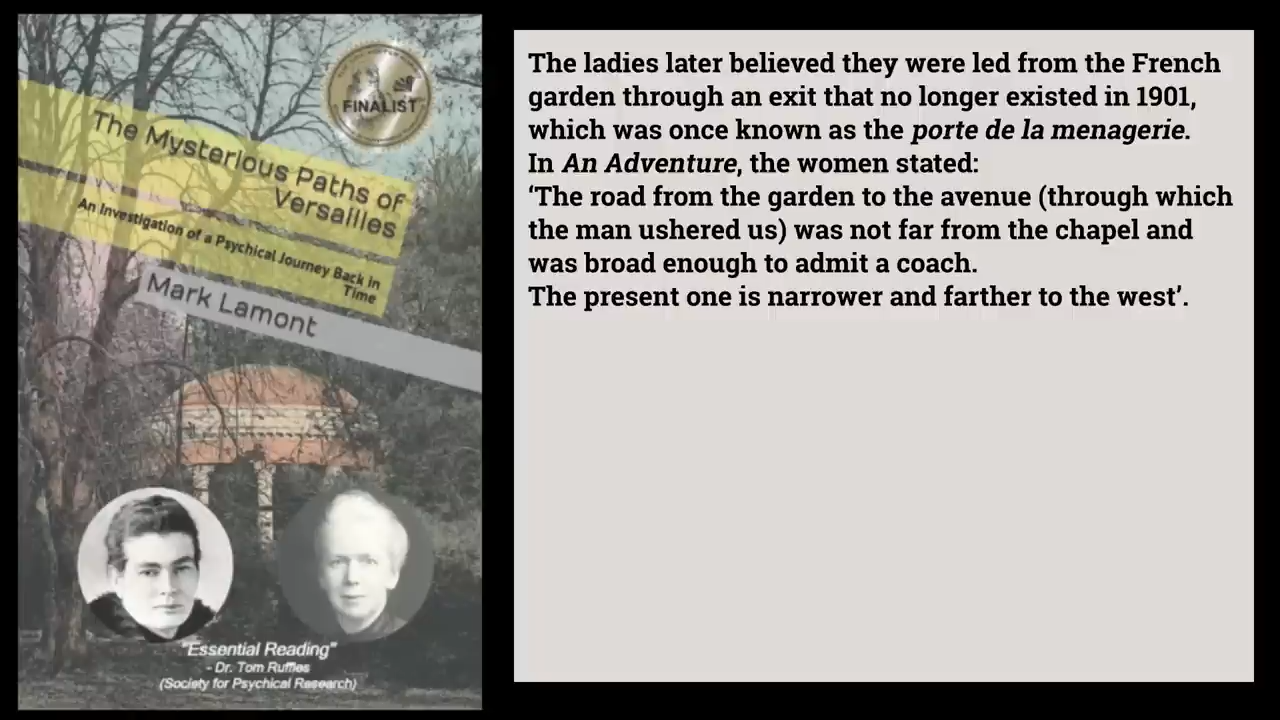 FINALIST
The Mysterious Paths of
Versailles
An Investigation of a Psychical Journey Back in
Time
Mark Lamont
"Essential Reading"
- Dr. Tom Ruffles
(Society for Psychical Research)
The ladies later believed they were led from the French
garden through an exit that no longer existed in 1901,
which was once known as the porte de la menagerie.
In An Adventure, the women stated:
‘The road from the garden to the avenue (through which
the man ushered us) was not far from the chapel and
was broad enough to admit a coach.
The present one is narrower and farther to the west’.